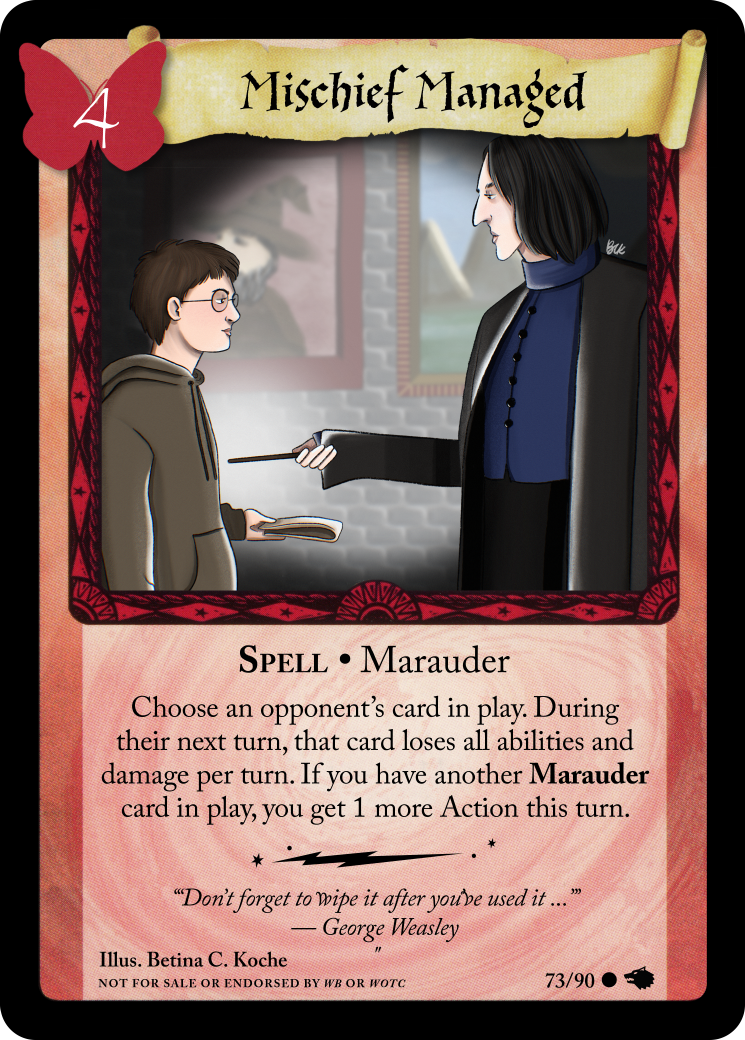 4
Mischief Managed
BCK
SPELL • Marauder
Choose an opponent's card in play. During
their next turn, that card loses all abilities and
damage per turn. If you have another Marauder
card in play, you get 1 more Action this turn.
"'Don't forget to wipe it after you've used it ...'"
— George Weasley
"
Illus. Betina C. Koche
NOT FOR SALE OR ENDORSED BY WB OR WOTC
73/90 ●